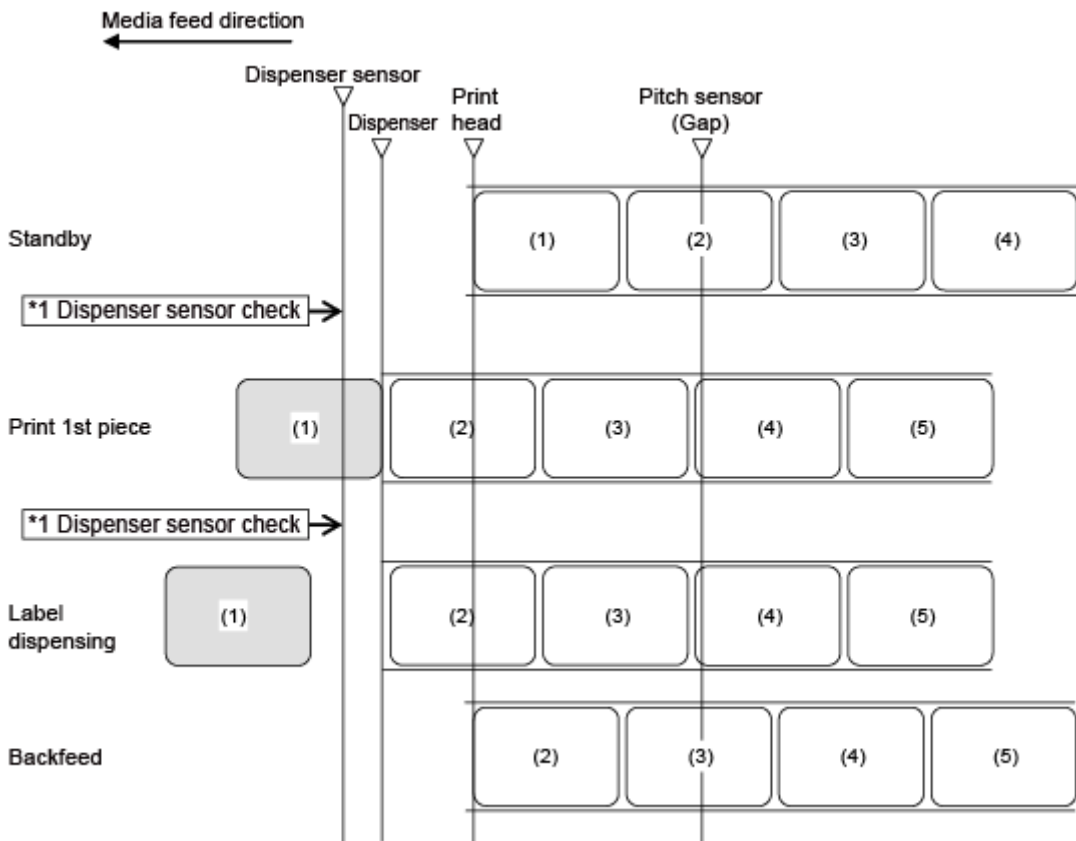 Media feed direction
Dispenser sensor
Dispenser
Print
head
Pitch sensor
(Gap)
Standby
(1)
(2)
(3)
(4)
*1 Dispenser sensor check
Print 1st piece
(1)
(2)
(3)
(4)
(5)
*1 Dispenser sensor check
Label
dispensing
(1)
(2)
(3)
(4)
(5)
Backfeed
(2)
(3)
(4)
(5)